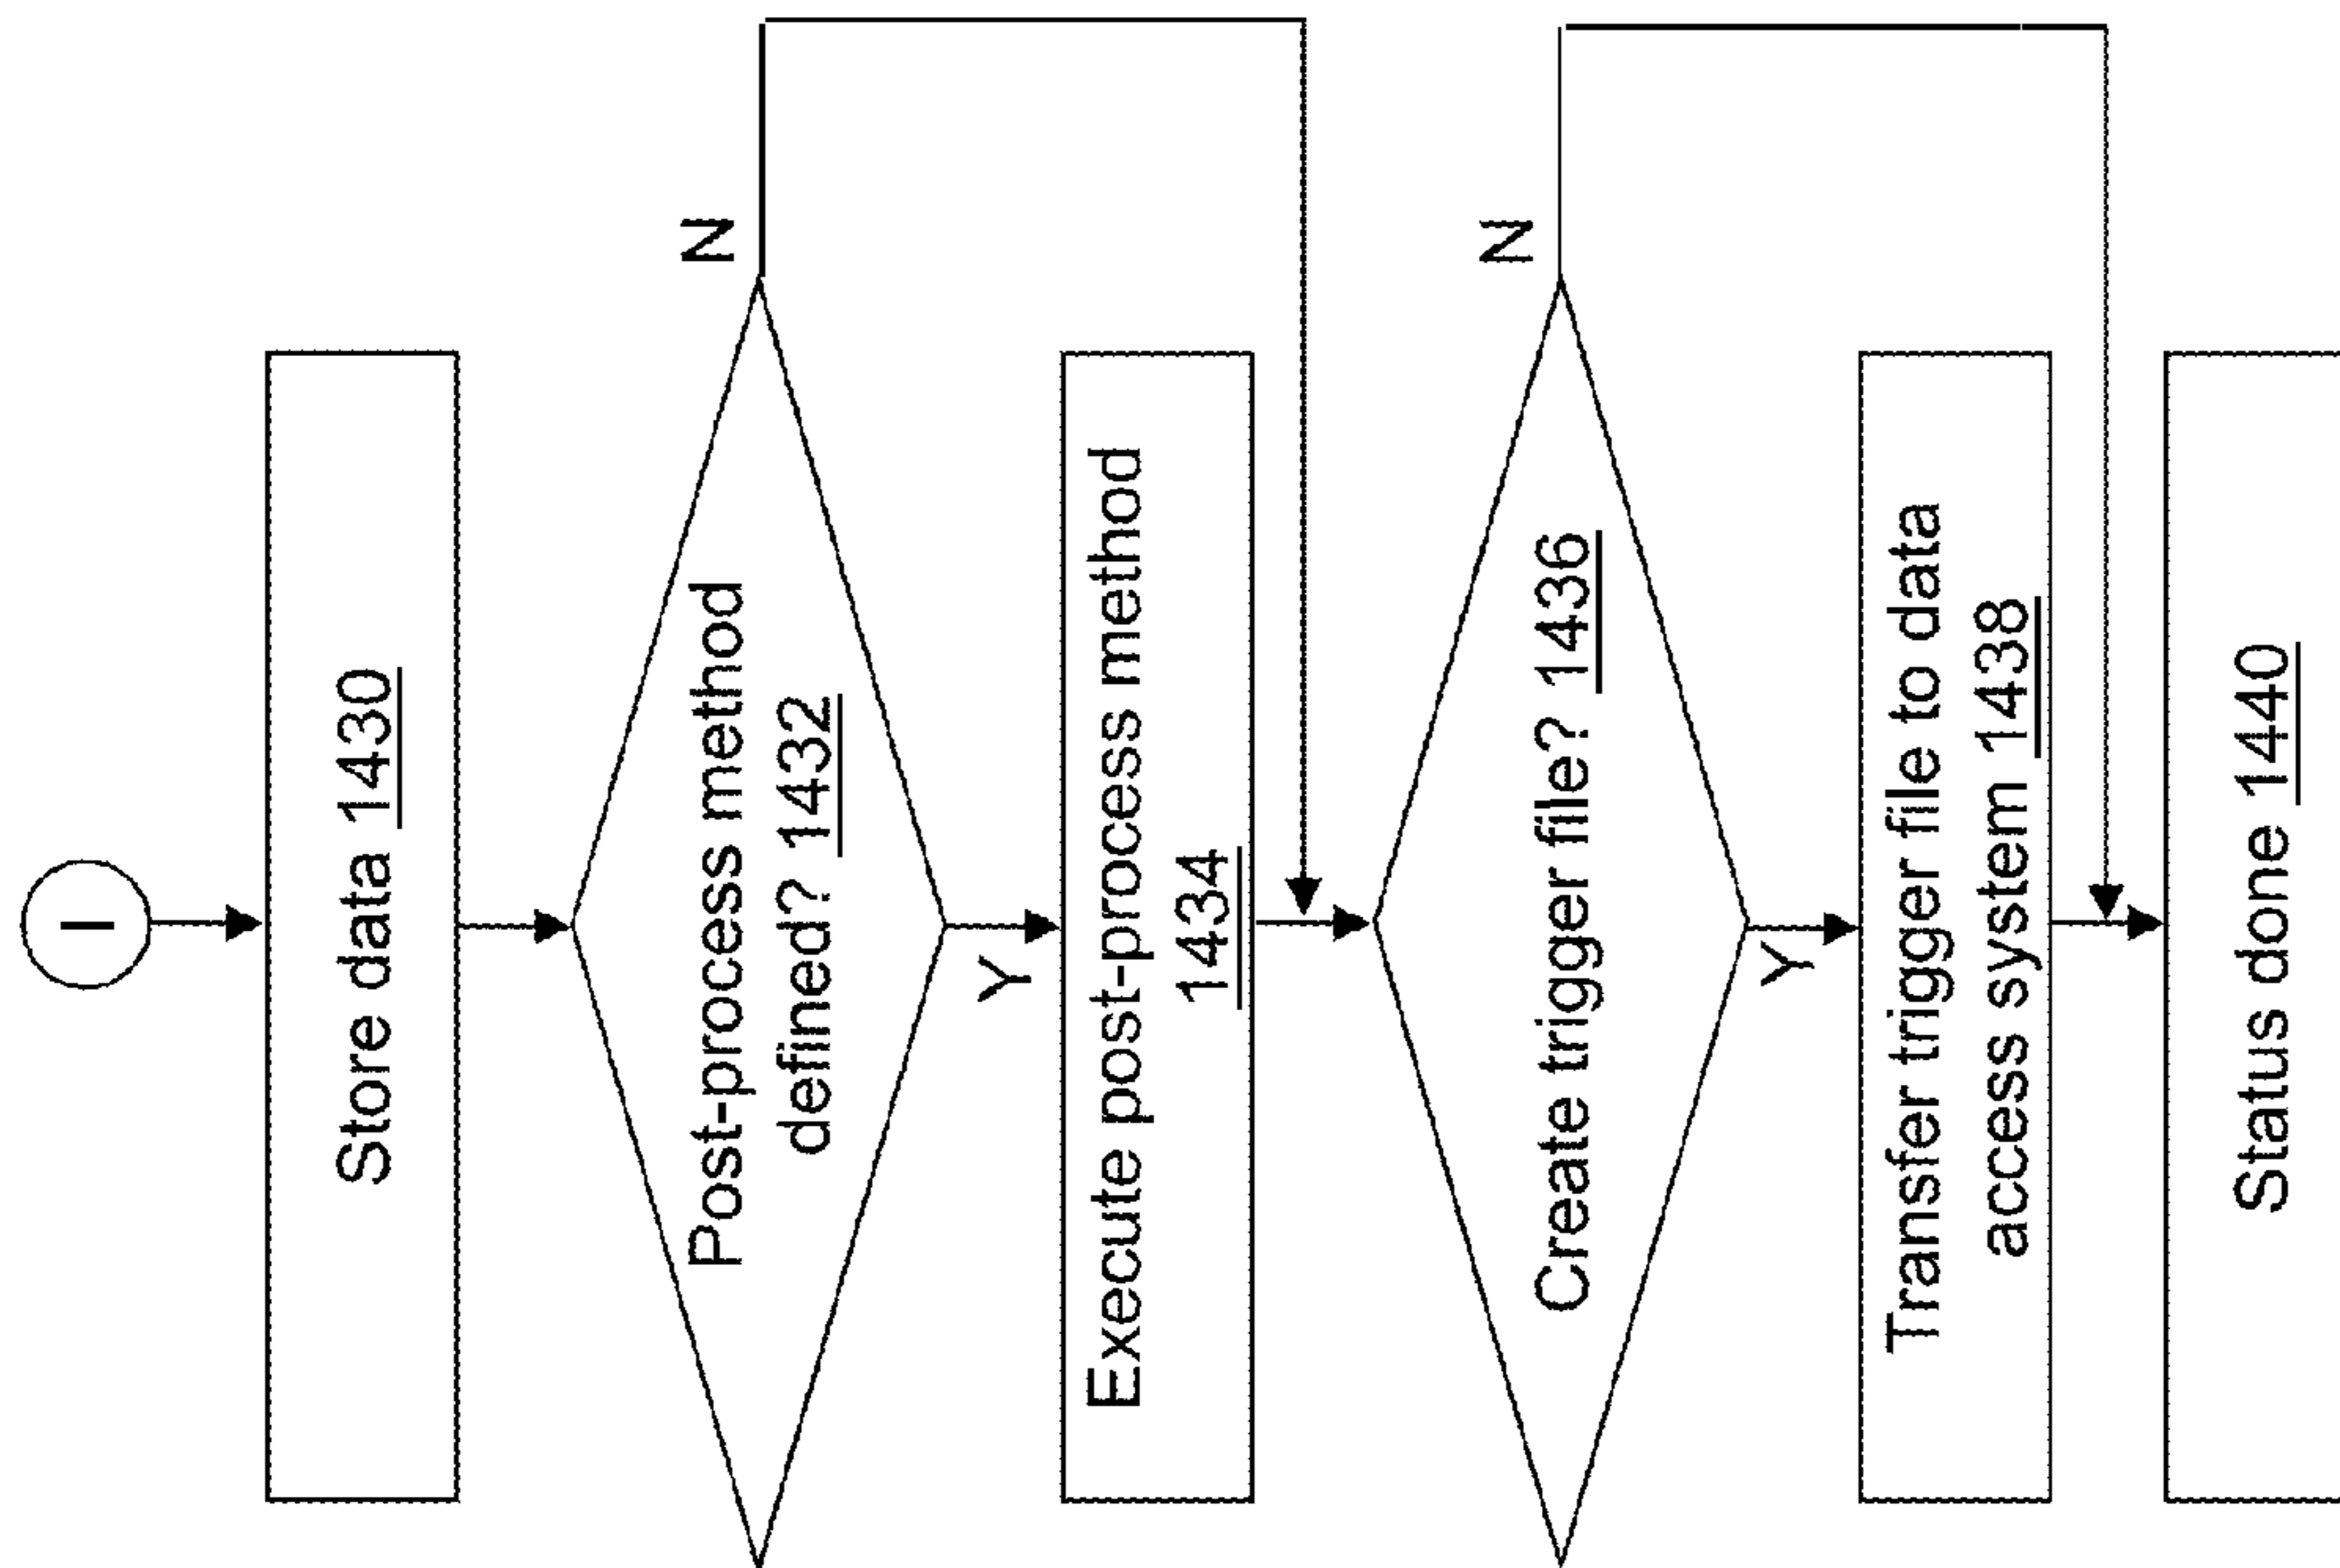 I
Store data 1430
Post-process method
defined? 1432
N
Y
Execute post-process method
1434
Create trigger file? 1436
N
Y
Transfer trigger file to data
access system 1438
Status done 1440